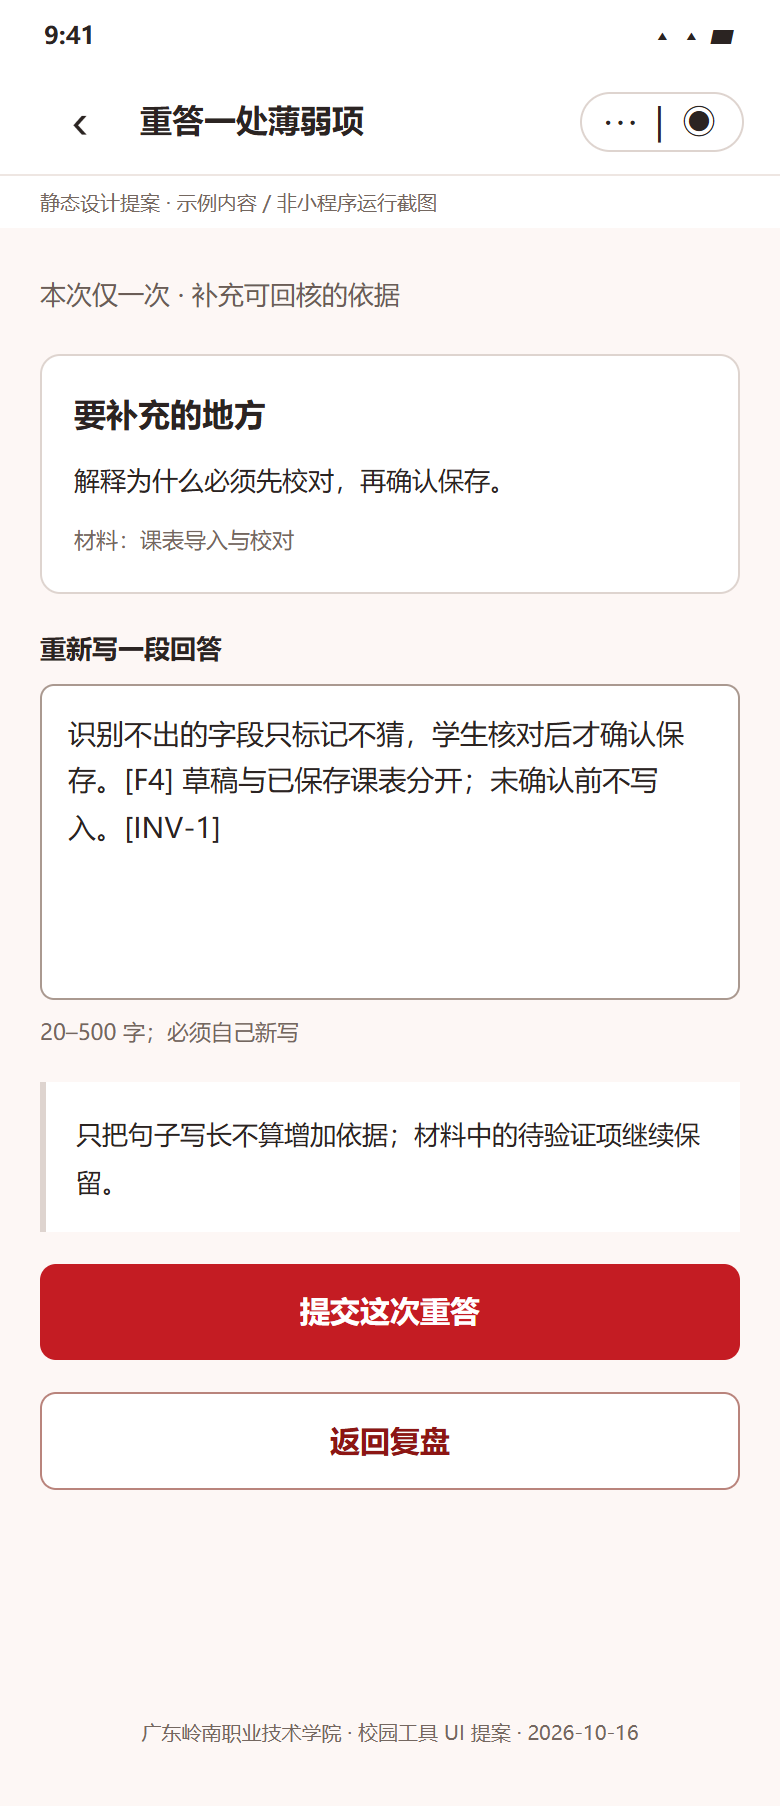 9:41
重答一处薄弱项
静态设计提案 · 示例内容 / 非小程序运行截图
本次仅一次 · 补充可回核的依据
要补充的地方
解释为什么必须先校对，再确认保存。
材料：课表导入与校对
重新写一段回答
识别不出的字段只标记不猜，学生核对后才确认保
存。[F4] 草稿与已保存课表分开；未确认前不写
入。[INV-1]
20–500 字；必须自己新写
只把句子写长不算增加依据；材料中的待验证项继续保
留。
提交这次重答
返回复盘
广东岭南职业技术学院 · 校园工具 UI 提案 · 2026-10-16